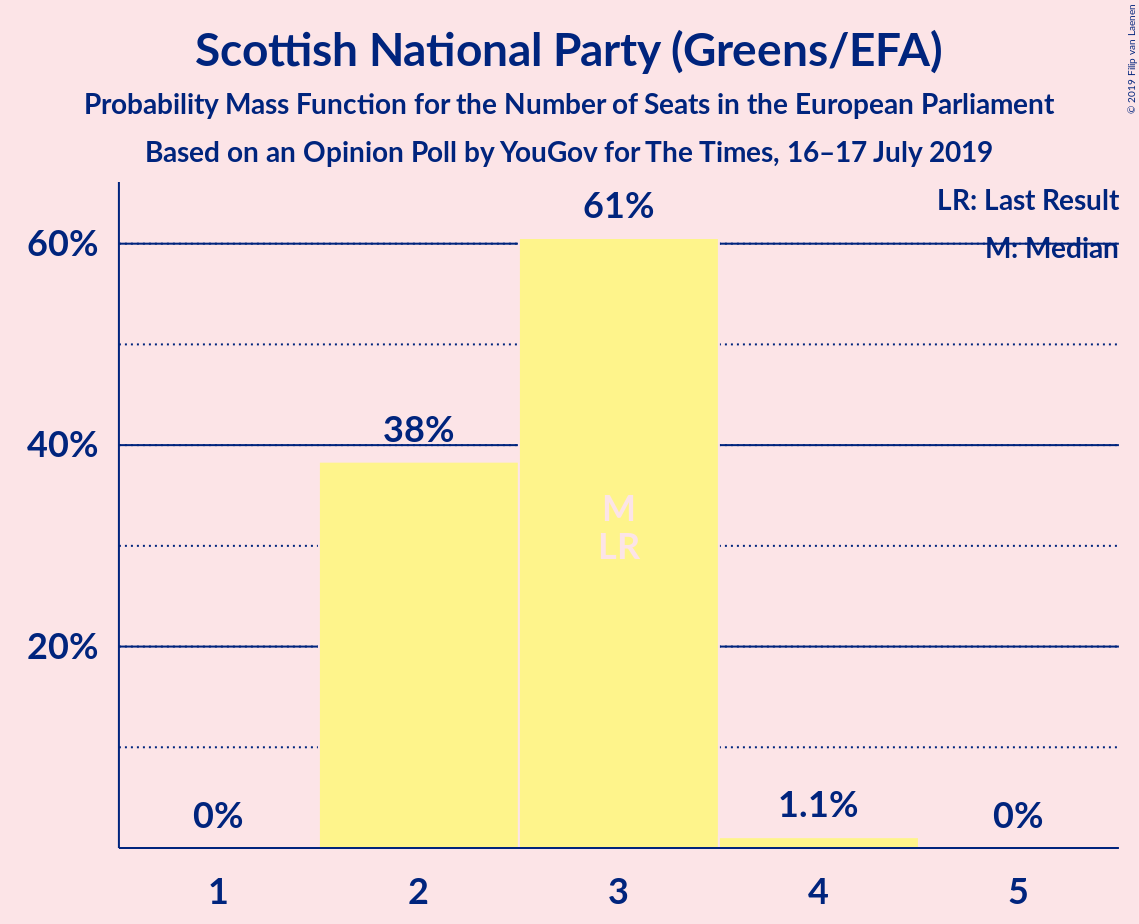 Scottish National Party (Greens/EFA)
Probability Mass Function for the Number of Seats in the European Parliament
Based on an Opinion Poll by YouGov for The Times, 16–17 July 2019
© 2019 Filip van Laenen
LR: Last Result
M: Median
60%
40%
20%
0%
38%
61%
M
LR
1.1%
0%
1
2
3
4
5